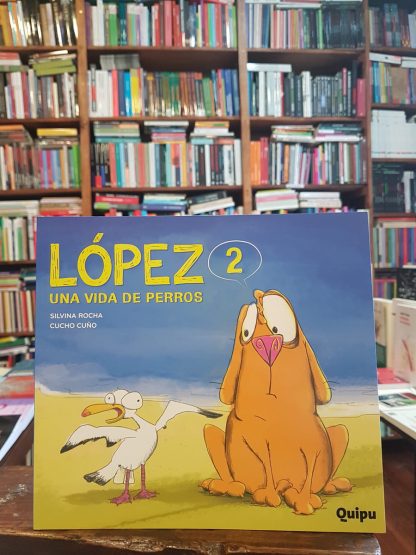 LÓPEZ
2
UNA VIDA DE PERROS
SILVINA ROCHA
CUCHO CUÑO
Quipu